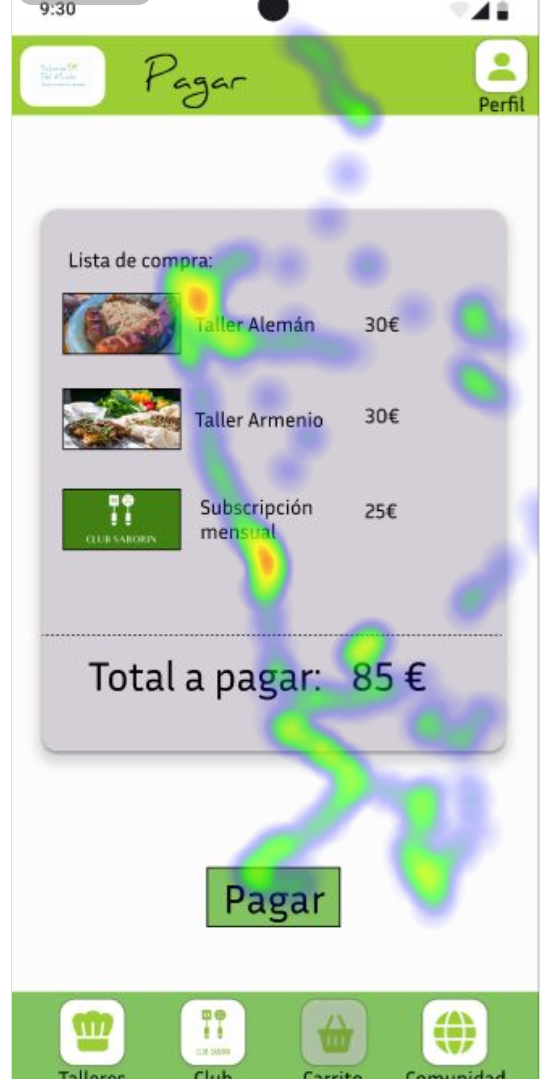 9:30
Pagar
Perfil
Lista de compra:
Taller Alemán 30€
Taller Armenio 30€
Subscripción 25€
mensual
CLUB SABORIN
Total a pagar: 85 €
Pagar
CLUB SABORIN
Talleres Club Carrito Comunidad